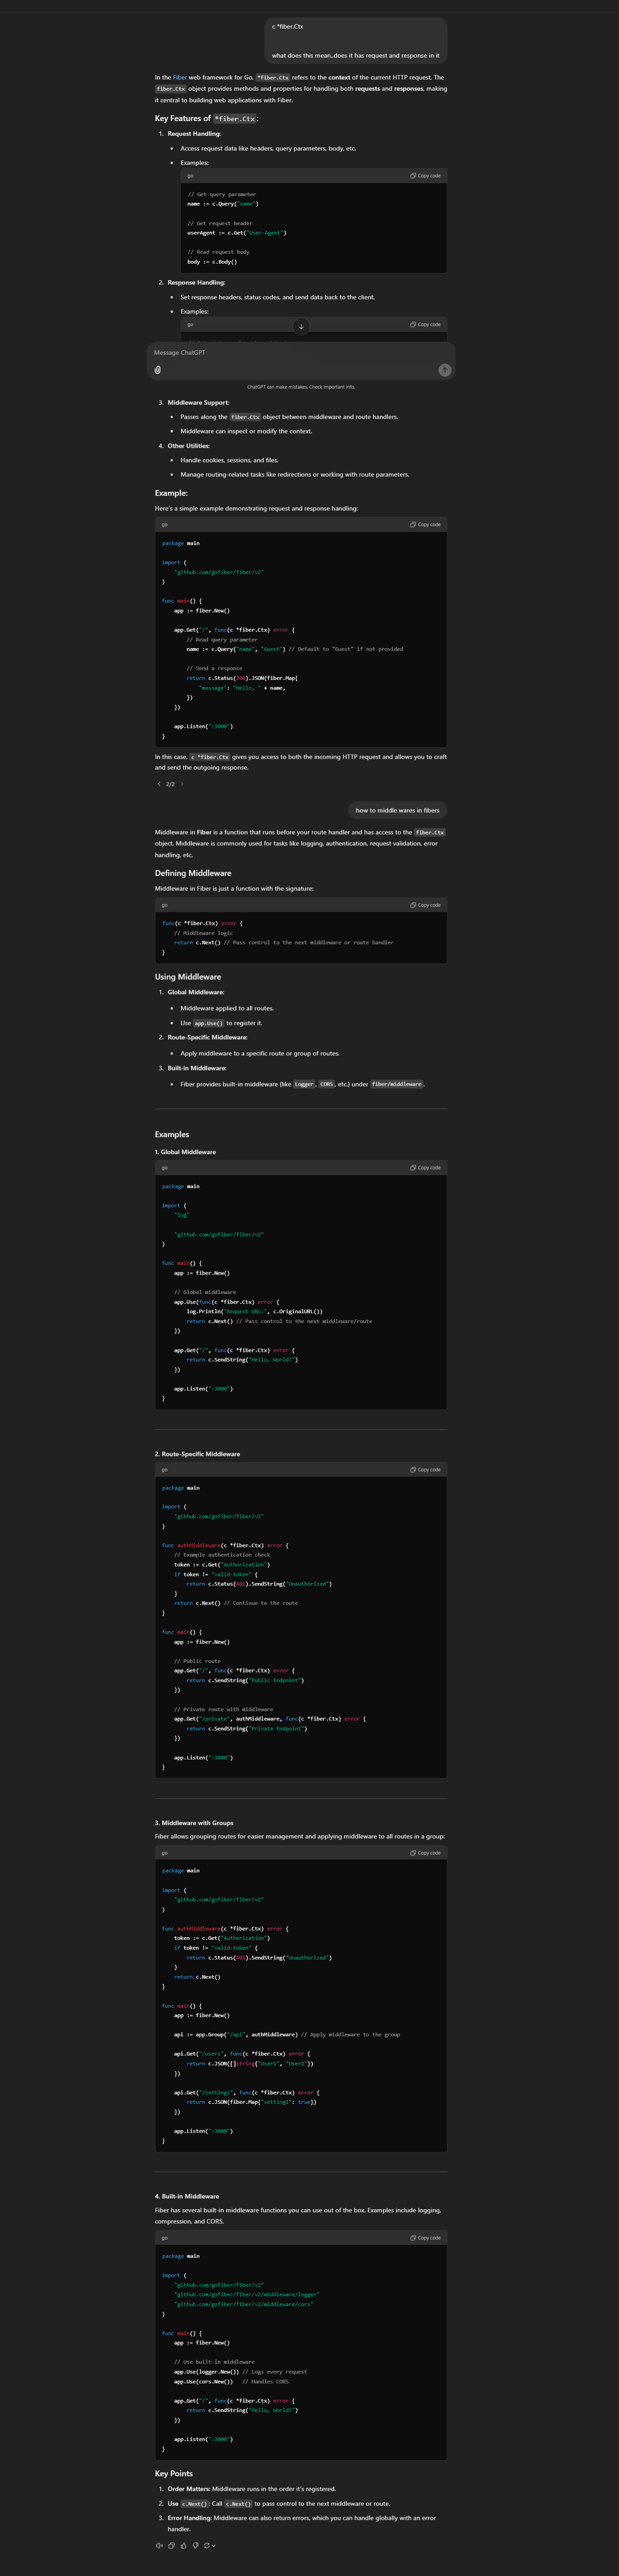 c *fiber.Ctx
what does this mean..does it has request and response in it
In the Fiber web framework for Go, *fiber.Ctx refers to the context of the current HTTP request. The
fiber.Ctx object provides methods and properties for handling both requests and responses, making
it central to building web applications with Fiber.
Key Features of *fiber.Ctx:
1. Request Handling:
• Access request data like headers, query parameters, body, etc.
• Examples:
go
Copy code
// Get query parameter
name := c.Query("name")
// Get request header
userAgent := c.Get("User-Agent")
// Read request body
body := c.Body()
2. Response Handling:
• Set response headers, status codes, and send data back to the client.
• Examples:
go
Copy code
Message ChatGPT
ChatGPT can make mistakes. Check important info.
3. Middleware Support:
• Passes along the fiber.Ctx object between middleware and route handlers.
• Middleware can inspect or modify the context.
4. Other Utilities:
• Handle cookies, sessions, and files.
• Manage routing-related tasks like redirections or working with route parameters.
Example:
Here's a simple example demonstrating request and response handling:
go
Copy code
package main
import (
"github.com/gofiber/fiber/v2"
)
func main() {
app := fiber.New()
app.Get("/", func(c *fiber.Ctx) error {
// Read query parameter
name := c.Query("name", "Guest") // Default to "Guest" if not provided
// Send a response
return c.Status(200).JSON(fiber.Map{
"message": "Hello, " + name,
})
})
app.Listen(":3000")
}
In this case, c *fiber.Ctx gives you access to both the incoming HTTP request and allows you to craft
and send the outgoing response.
2/2
how to middle wares in fibers
Middleware in Fiber is a function that runs before your route handler and has access to the fiber.Ctx
object. Middleware is commonly used for tasks like logging, authentication, request validation, error
handling, etc.
Defining Middleware
Middleware in Fiber is just a function with the signature:
go
Copy code
func(c *fiber.Ctx) error {
// Middleware logic
return c.Next() // Pass control to the next middleware or route handler
}
Using Middleware
1. Global Middleware:
• Middleware applied to all routes.
• Use app.Use() to register it.
2. Route-Specific Middleware:
• Apply middleware to a specific route or group of routes.
3. Built-in Middleware:
• Fiber provides built-in middleware (like Logger, CORS, etc.) under fiber/middleware.
Examples
1. Global Middleware
go
Copy code
package main
import (
"log"
"github.com/gofiber/fiber/v2"
)
func main() {
app := fiber.New()
// Global middleware
app.Use(func(c *fiber.Ctx) error {
log.Println("Request URL:", c.OriginalURL())
return c.Next() // Pass control to the next middleware/route
})
app.Get("/", func(c *fiber.Ctx) error {
return c.SendString("Hello, World!")
})
app.Listen(":3000")
}
2. Route-Specific Middleware
go
Copy code
package main
import (
"github.com/gofiber/fiber/v2"
)
func authMiddleware(c *fiber.Ctx) error {
// Example authentication check
token := c.Get("Authorization")
if token != "valid-token" {
return c.Status(401).SendString("Unauthorized")
}
return c.Next() // Continue to the route
}
func main() {
app := fiber.New()
// Public route
app.Get("/", func(c *fiber.Ctx) error {
return c.SendString("Public Endpoint")
})
// Private route with middleware
app.Get("/private", authMiddleware, func(c *fiber.Ctx) error {
return c.SendString("Private Endpoint")
})
app.Listen(":3000")
}
3. Middleware with Groups
Fiber allows grouping routes for easier management and applying middleware to all routes in a group:
go
Copy code
package main
import (
"github.com/gofiber/fiber/v2"
)
func authMiddleware(c *fiber.Ctx) error {
token := c.Get("Authorization")
if token != "valid-token" {
return c.Status(401).SendString("Unauthorized")
}
return c.Next()
}
func main() {
app := fiber.New()
api := app.Group("/api", authMiddleware) // Apply middleware to the group
api.Get("/users", func(c *fiber.Ctx) error {
return c.JSON([]string{"User1", "User2"})
})
api.Get("/settings", func(c *fiber.Ctx) error {
return c.JSON(fiber.Map{"setting1": true})
})
app.Listen(":3000")
}
4. Built-in Middleware
Fiber has several built-in middleware functions you can use out of the box. Examples include logging,
compression, and CORS.
go
Copy code
package main
import (
"github.com/gofiber/fiber/v2"
"github.com/gofiber/fiber/v2/middleware/logger"
"github.com/gofiber/fiber/v2/middleware/cors"
)
func main() {
app := fiber.New()
// Use built-in middleware
app.Use(logger.New()) // Logs every request
app.Use(cors.New()) // Handles CORS
app.Get("/", func(c *fiber.Ctx) error {
return c.SendString("Hello, World!")
})
app.Listen(":3000")
}
Key Points
1. Order Matters: Middleware runs in the order it's registered.
2. Use c.Next(): Call c.Next() to pass control to the next middleware or route.
3. Error Handling: Middleware can also return errors, which you can handle globally with an error
handler.